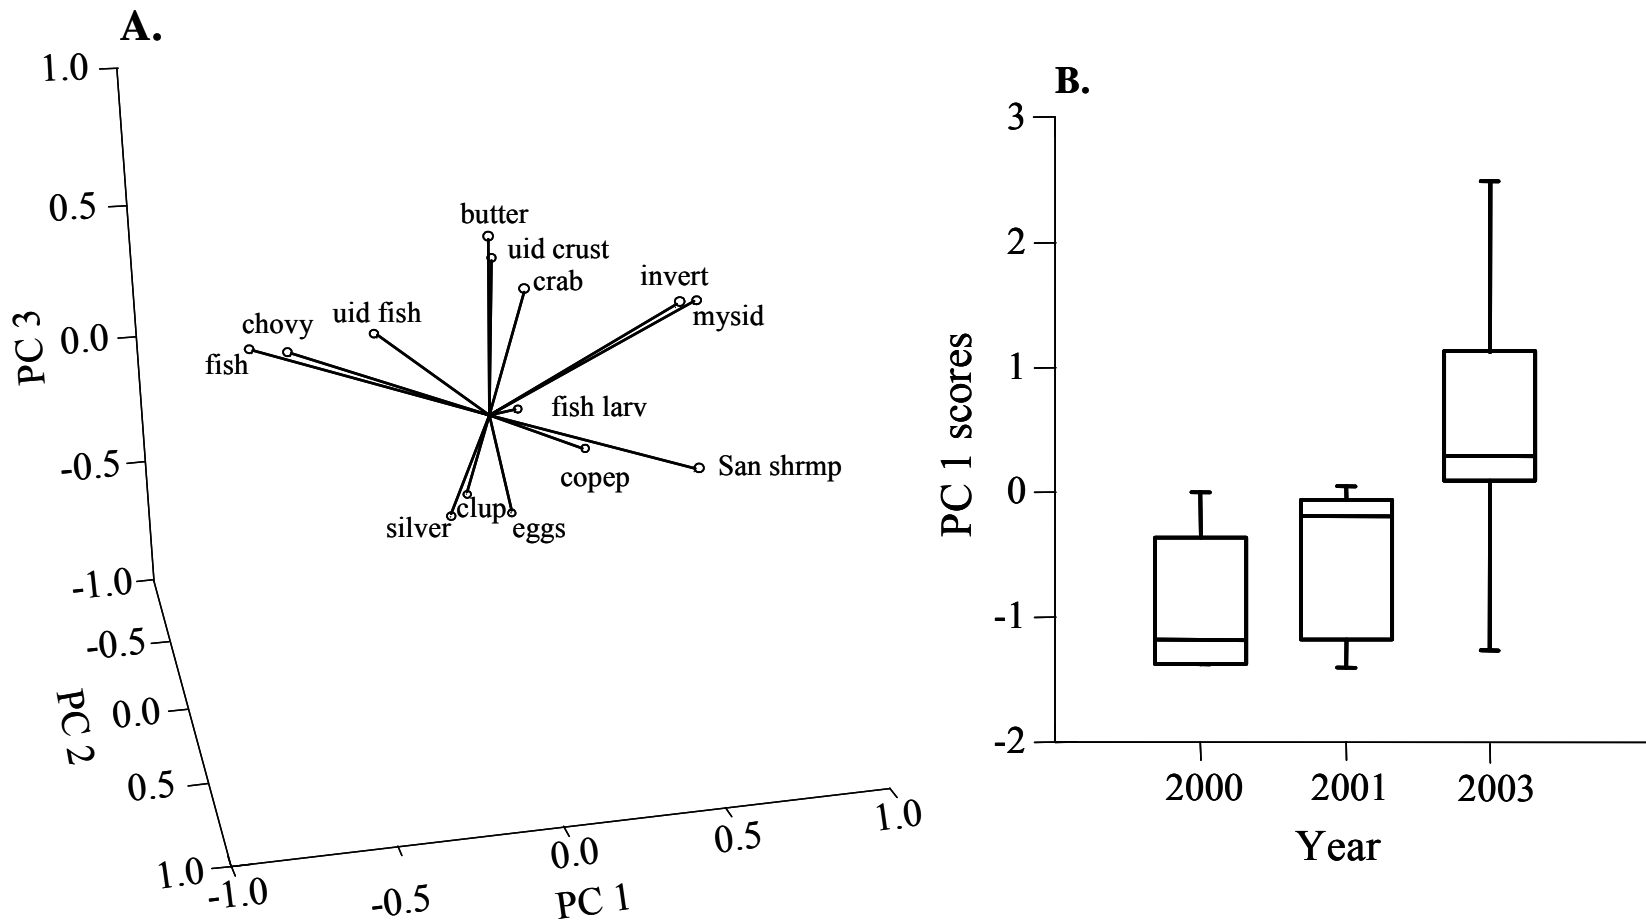 A.
1.0
0.5
0.0
-0.5
-1.0
PC 3
-0.5
0.0
0.5
1.0
PC 2
-1.0
-0.5
0.0
0.5
1.0
PC 1
butter
uid crust
crab
invert
mysid
uid fish
chovy
fish
fish larv
San shrmp
copep
clup
silver
eggs
B.
3
2
1
0
-1
-2
PC 1 scores
2000
2001
2003
Year